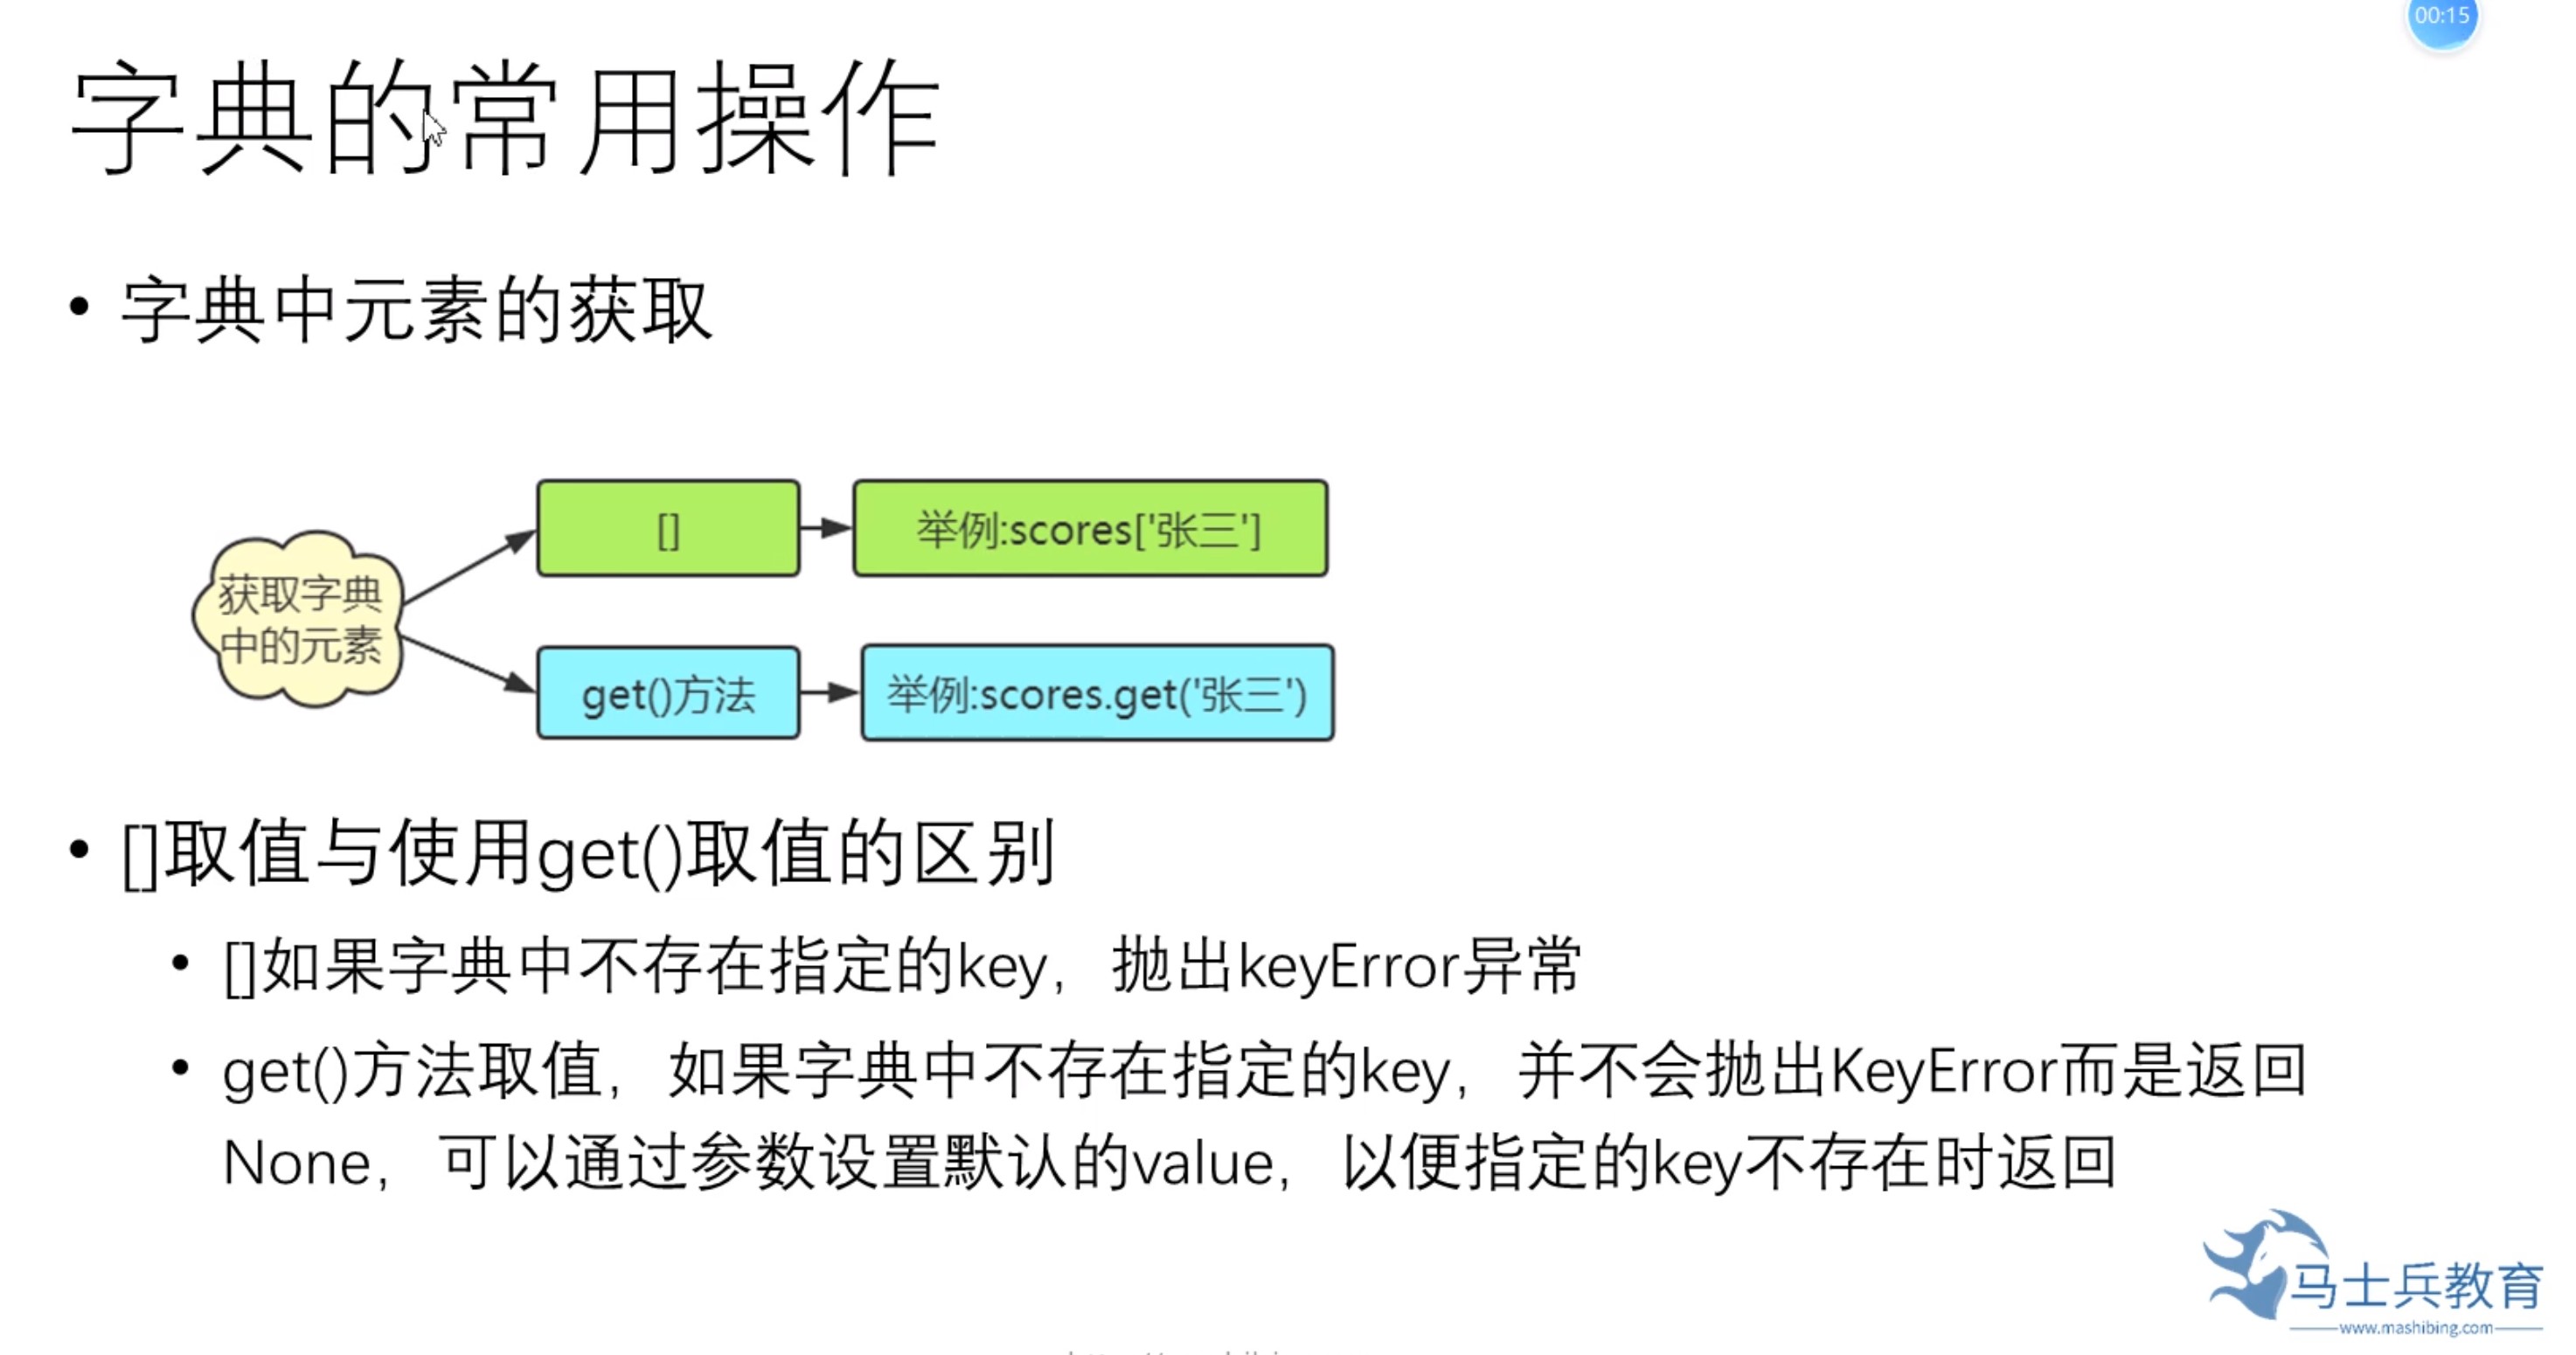 00:15
字典的常用操作
• 字典中元素的获取
[]
举例:scores['张三']
获取字典
中的元素
get()方法
举例:scores.get('张三')
• []取值与使用get()取值的区别
• []如果字典中不存在指定的key，抛出keyError异常
• get()方法取值，如果字典中不存在指定的key，并不会抛出KeyError而是返回
None，可以通过参数设置默认的value，以便指定的key不存在时返回
马士兵教育
www.mashibing.com